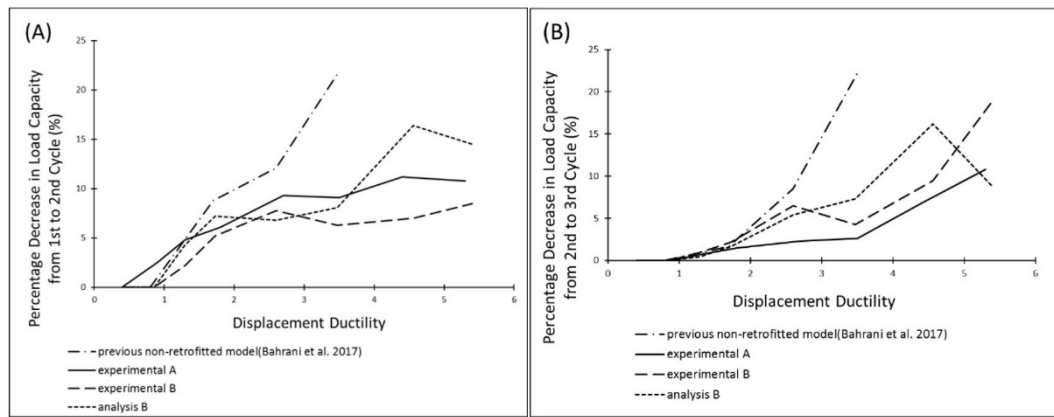 (A)
Percentage Decrease in Load Capacity
from 1st to 2nd Cycle (%)
25
20
15
10
5
0
0 1 2 3 4 5 6
Displacement Ductility
previous non-retrofitted model(Bahrani et al. 2017)
experimental A
experimental B
analysis B
(B)
Percentage Decrease in Load Capacity
from 2nd to 3rd Cycle (%)
25
20
15
10
5
0
0 1 2 3 4 5 6
Displacement Ductility
previous non-retrofitted model(Bahrani et al. 2017)
experimental A
experimental B
analysis B